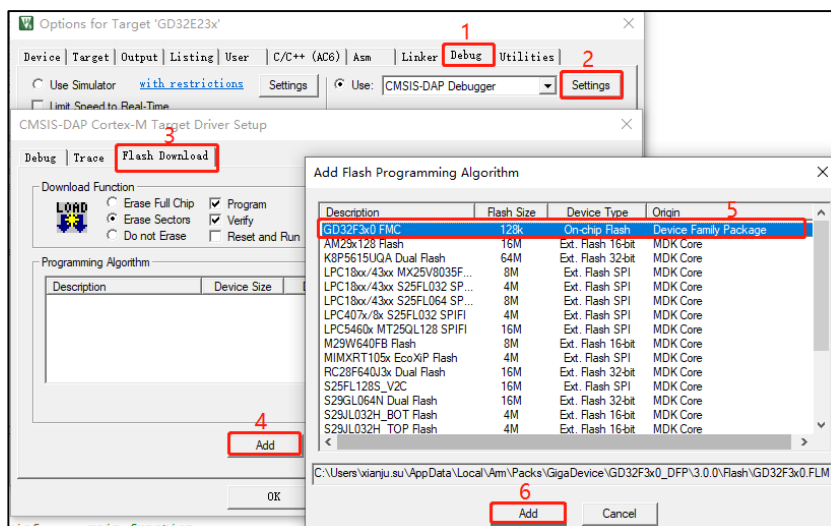 Options for Target 'GD32E23x'
1
Device Target Output Listing User C/C++ (AC6) Asm Linker Debug Utilities
2
Use Simulator with restrictions Settings Use: CMSIS-DAP Debugger Settings
Limit Speed to Real-Time
CMSIS-DAP Cortex-M Target Driver Setup
3
Debug Trace Flash Download
Download Function
LOAD
Erase Full Chip Program
Erase Sectors Verify
Do not Erase Reset and Run
Programming Algorithm
Description Device Size
4
Add
OK
Add Flash Programming Algorithm
Description Flash Size Device Type Origin
5
GD32F3x0 FMC 128k On-chip Flash Device Family Package
AM29x128 Flash 16M Ext. Flash 16-bit MDK Core
K8P5615UQA Dual Flash 64M Ext. Flash 32-bit MDK Core
LPC18xx/43xx MX25V8035F... 8M Ext. Flash SPI MDK Core
LPC18xx/43xx S25FL032 SP... 4M Ext. Flash SPI MDK Core
LPC18xx/43xx S25FL064 SP... 8M Ext. Flash SPI MDK Core
LPC407x/8x S25FL032 SPIFI 4M Ext. Flash SPI MDK Core
LPC5460x MT25QL128 SPIFI 16M Ext. Flash SPI MDK Core
M29W640FB Flash 8M Ext. Flash 16-bit MDK Core
MIMXRT105x EcoXiP Flash 4M Ext. Flash SPI MDK Core
RC28F640J3x Dual Flash 16M Ext. Flash 32-bit MDK Core
S25FL128S_V2C 16M Ext. Flash SPI MDK Core
S29GL064N Dual Flash 16M Ext. Flash 32-bit MDK Core
S29JL032H_BOT Flash 4M Ext. Flash 16-bit MDK Core
S29JL032H_TOP Flash 4M Ext. Flash 16-bit MDK Core
C:\Users\xianju.su\AppData\Local\Arm\Packs\GigaDevice\GD32F3x0_DFP\3.0.0\Flash\GD32F3x0.FLM
6
Add Cancel